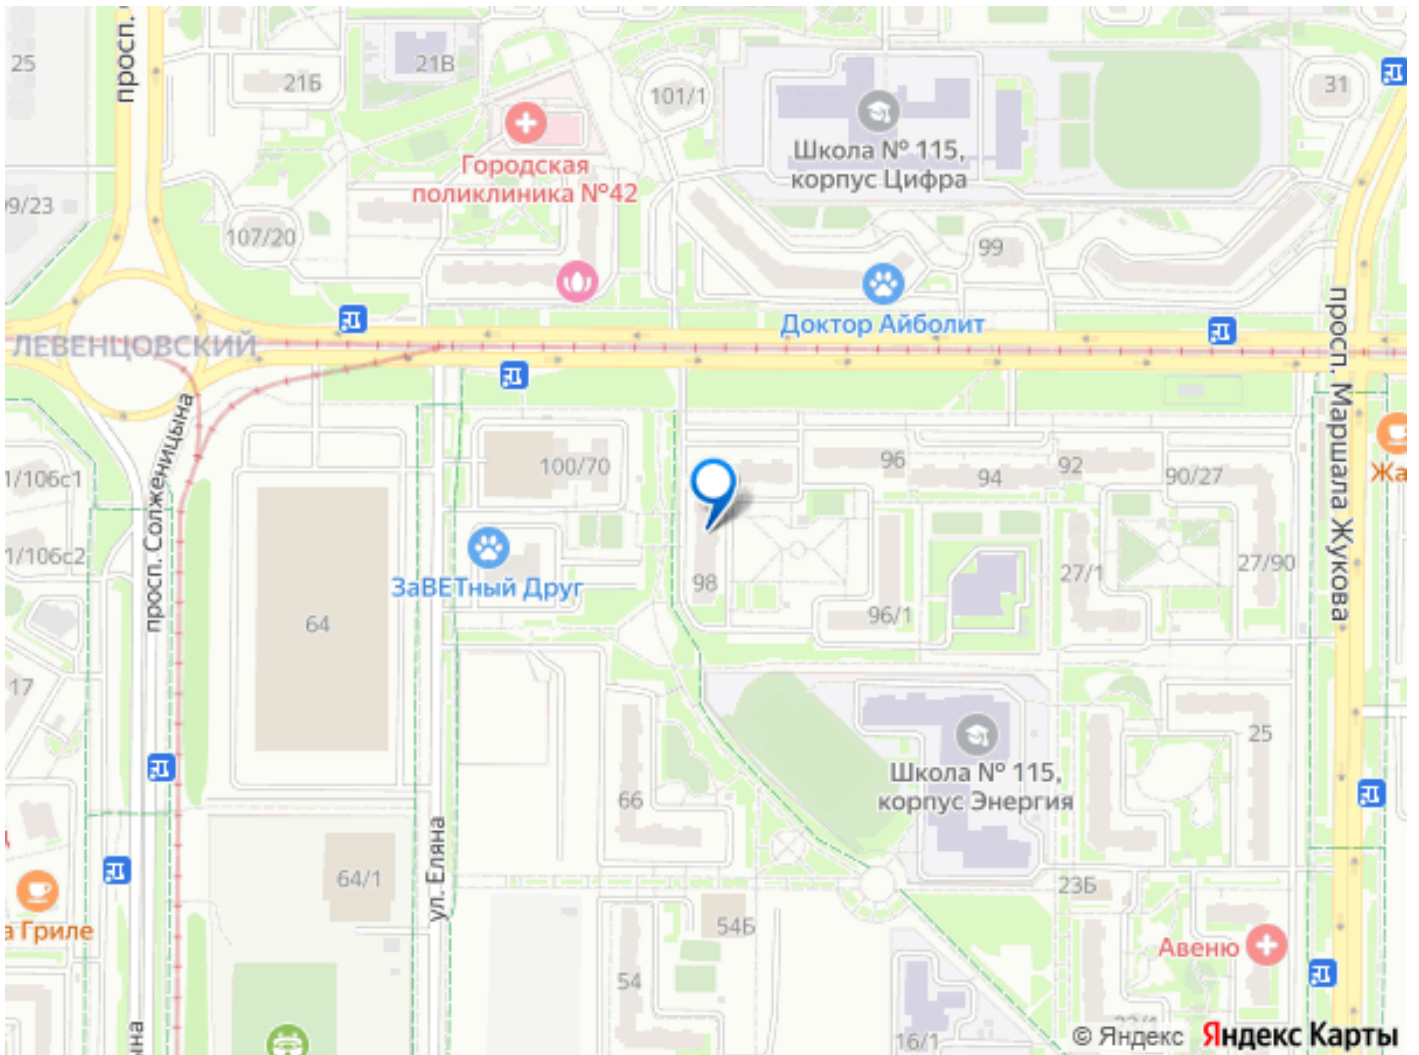 просп.
25
21Б
21В
101/1
31
Школа № 115,
корпус Цифра
Городская
поликлиника №42
9/23
107/20
99
Доктор Айболит
ЛЕВЕНЦОВСКИЙ
просп. Маршала Жукова
просп. Солженицына
Жа
1/106с1
100/70
96
94
92
90/27
1/106с2
ЗаВЕТный Друг
98
27/1
27/90
96/1
64
17
25
Школа № 115,
корпус Энергия
66
ул. Еляна
64/1
23Б
54Б
а Гриле
Авеню
54
16/1
ына
© Яндекс Яндекс Карты